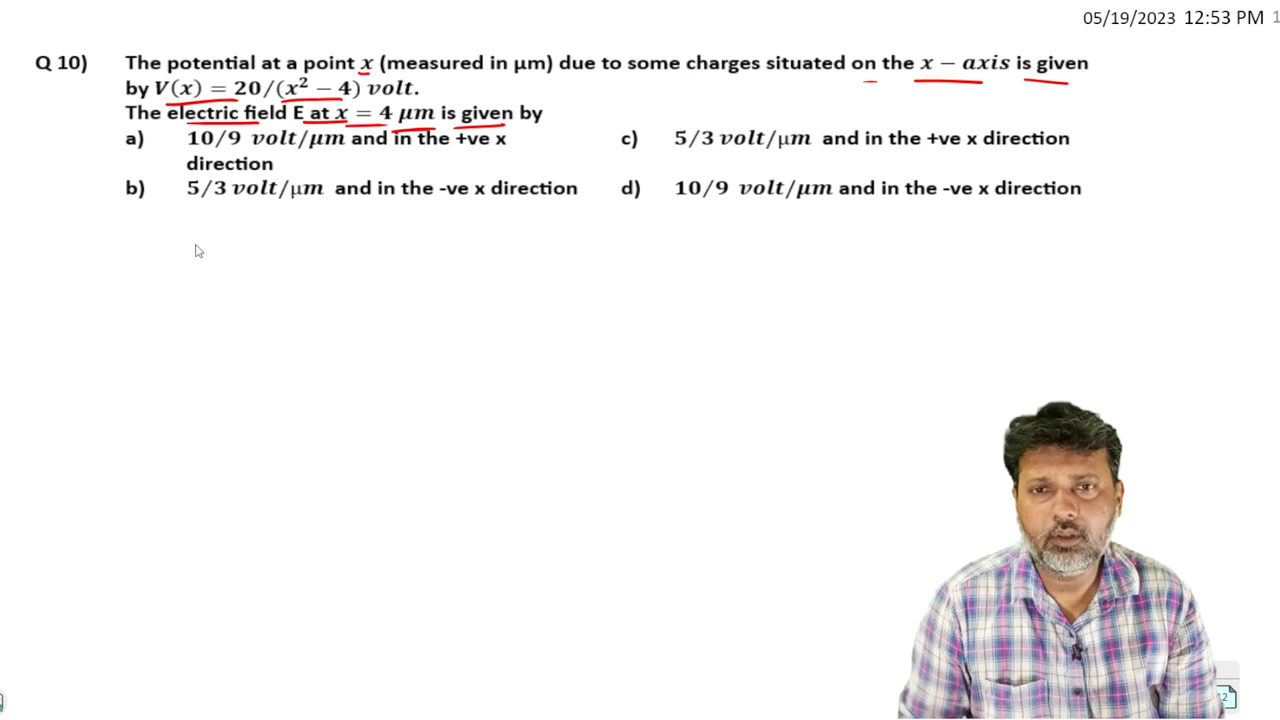 05/19/2023 12:53 PM 1
Q 10) The potential at a point x (measured in μm) due to some charges situated on the x − axis is given
by V(x) = 20/(x² − 4) volt.
The electric field E at x = 4 μm is given by
a) 10/9 volt/μm and in the +ve x
direction
c) 5/3 volt/μm and in the +ve x direction
b) 5/3 volt/μm and in the -ve x direction
d) 10/9 volt/μm and in the -ve x direction
12